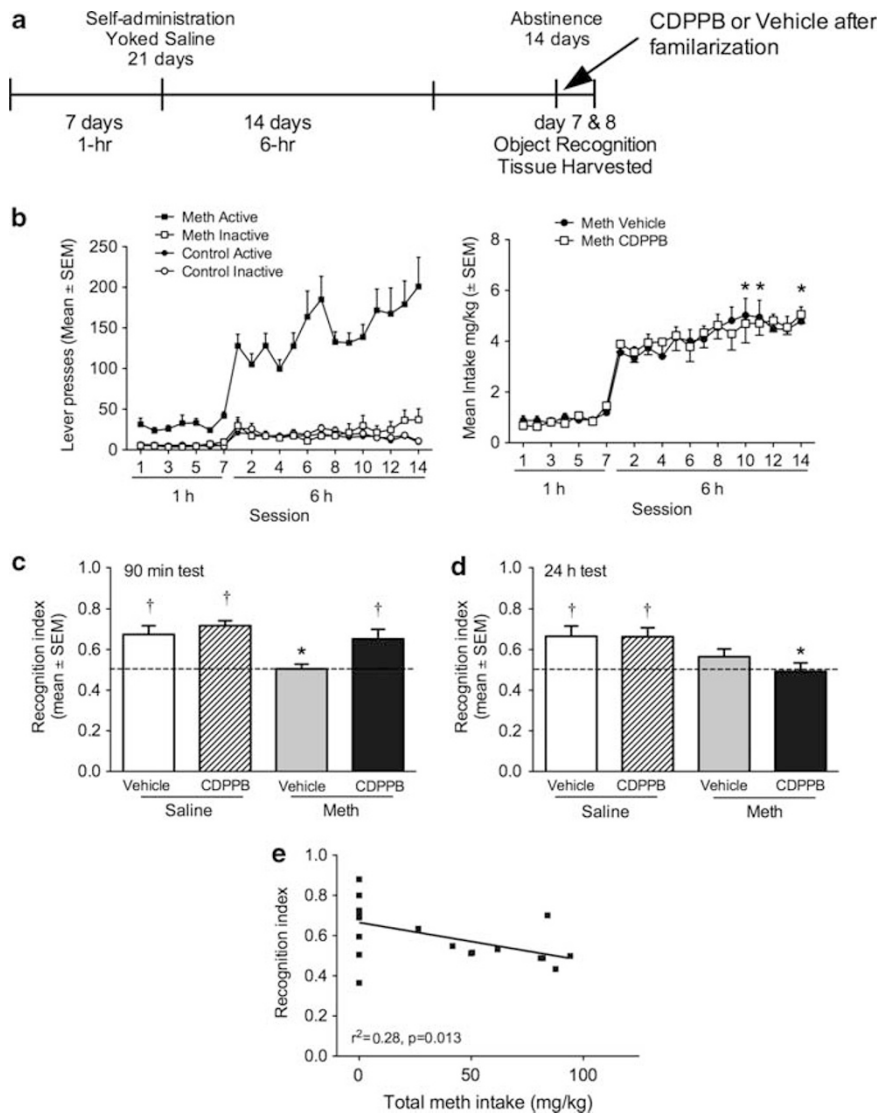 a
Self-administration
Yoked Saline
21 days
Abstinence
14 days
CDPPB or Vehicle after
familarization
7 days
1-hr
14 days
6-hr
day 7 & 8
Object Recognition
Tissue Harvested
b
Meth Active
Meth Inactive
Control Active
Control Inactive
Lever presses (Mean ± SEM)
250
200
150
100
50
0
1 3 5 7 2 4 6 8 10 12 14
1 h 6 h
Session
Meth Vehicle
Meth CDPPB
Mean Intake mg/kg (± SEM)
8
6
4
2
0
* * *
1 3 5 7 2 4 6 8 10 12 14
1 h 6 h
Session
c
90 min test
Recognition index
(mean ± SEM)
1.0
0.8
0.6
0.4
0.2
0.0
† † * †
Vehicle CDPPB Vehicle CDPPB
Saline Meth
d
24 h test
Recognition index
(mean ± SEM)
1.0
0.8
0.6
0.4
0.2
0.0
† † *
Vehicle CDPPB Vehicle CDPPB
Saline Meth
e
Recognition index
1.0
0.8
0.6
0.4
0.2
0.0
r²=0.28, p=0.013
0 50 100
Total meth intake (mg/kg)